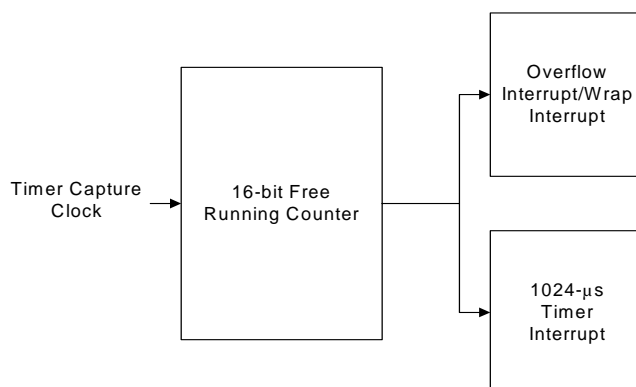 Timer Capture
Clock
16-bit Free
Running Counter
Overflow
Interrupt/Wrap
Interrupt
1024-μs
Timer
Interrupt